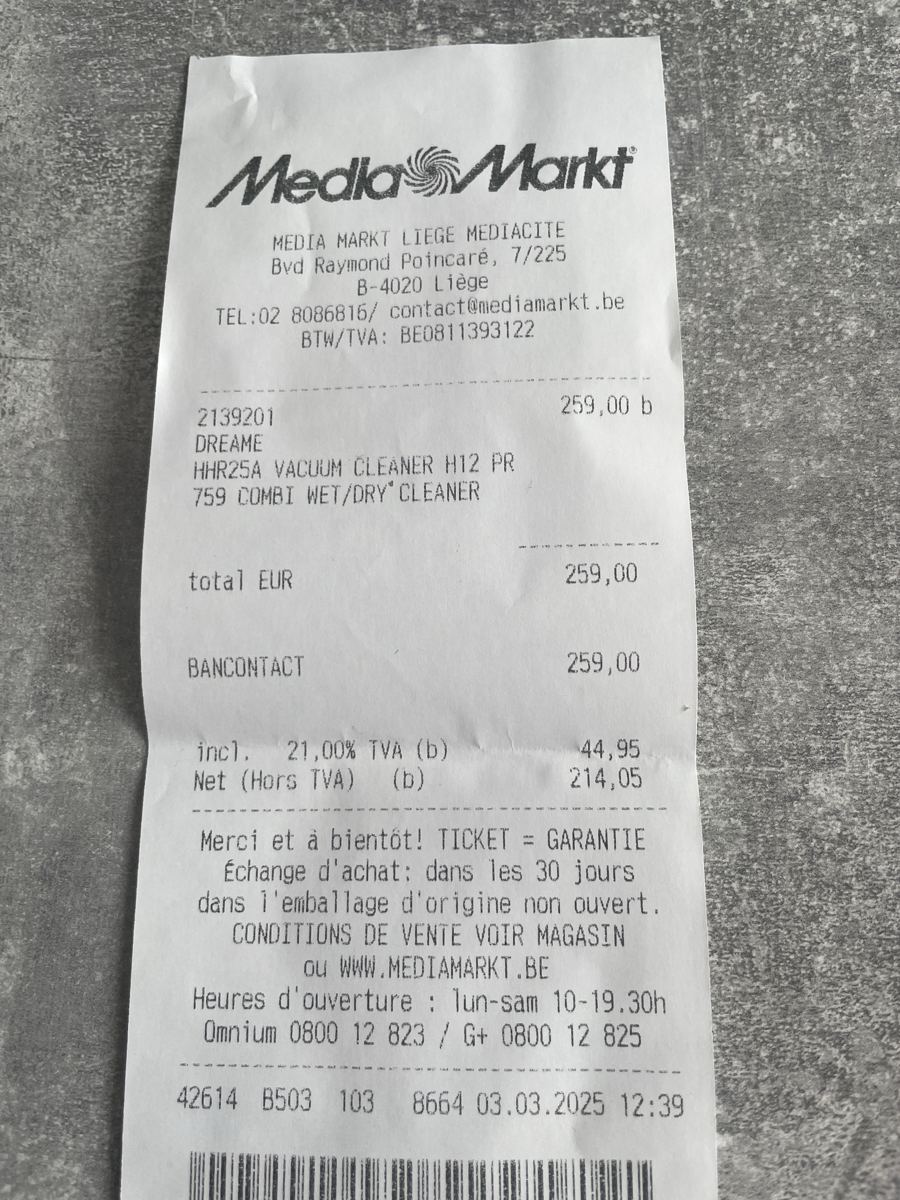 MediaMarkt®
MEDIA MARKT LIEGE MEDIACITE
Bvd Raymond Poincaré, 7/225
B-4020 Liège
TEL:02 8086816/ contact@mediamarkt.be
BTW/TVA: BE0811393122
2139201 259,00 b
DREAME
HHR25A VACUUM CLEANER H12 PR
759 COMBI WET/DRY CLEANER
total EUR 259,00
BANCONTACT 259,00
incl. 21,00% TVA (b) 44,95
Net (Hors TVA) (b) 214,05
Merci et à bientôt! TICKET = GARANTIE
Échange d'achat: dans les 30 jours
dans l'emballage d'origine non ouvert.
CONDITIONS DE VENTE VOIR MAGASIN
ou WWW.MEDIAMARKT.BE
Heures d'ouverture : lun-sam 10-19.30h
Omnium 0800 12 823 / G+ 0800 12 825
42614 B503 103 8664 03.03.2025 12:39